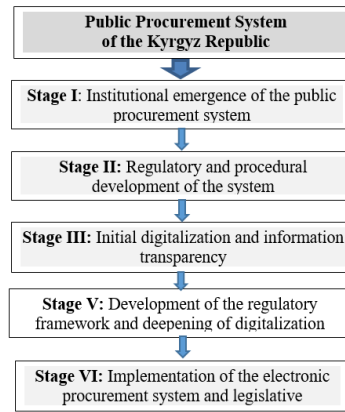 Public Procurement System
of the Kyrgyz Republic
Stage I: Institutional emergence of the public
procurement system
Stage II: Regulatory and procedural
development of the system
Stage III: Initial digitalization and information
transparency
Stage V: Development of the regulatory
framework and deepening of digitalization
Stage VI: Implementation of the electronic
procurement system and legislative